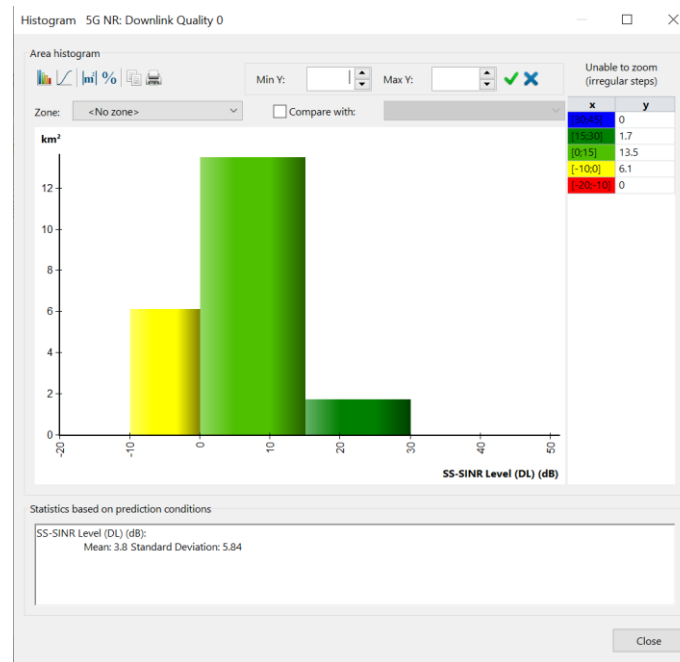 Histogram 5G NR: Downlink Quality 0
Area histogram
m² %
Min Y:
Max Y:
Unable to zoom
(irregular steps)
Zone: <No zone>
Compare with:
x y
[30;45] 0
[15;30] 1.7
[0;15] 13.5
[-10;0] 6.1
[-20;-10] 0
km²
12
10
8
6
4
2
0
-20 -10 0 10 20 30 40 50
SS-SINR Level (DL) (dB)
Statistics based on prediction conditions
SS-SINR Level (DL) (dB):
Mean: 3.8 Standard Deviation: 5.84
Close